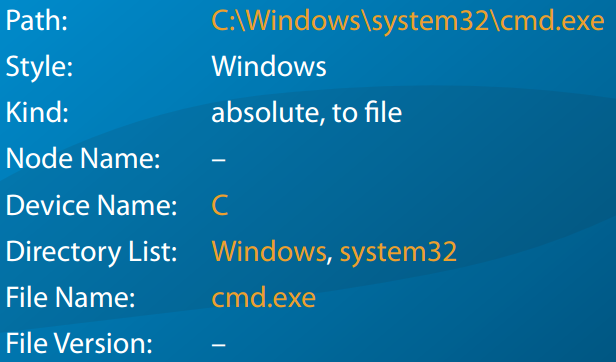 Path: C:\Windows\system32\cmd.exe
Style: Windows
Kind: absolute, to file
Node Name: –
Device Name: C
Directory List: Windows, system32
File Name: cmd.exe
File Version: –